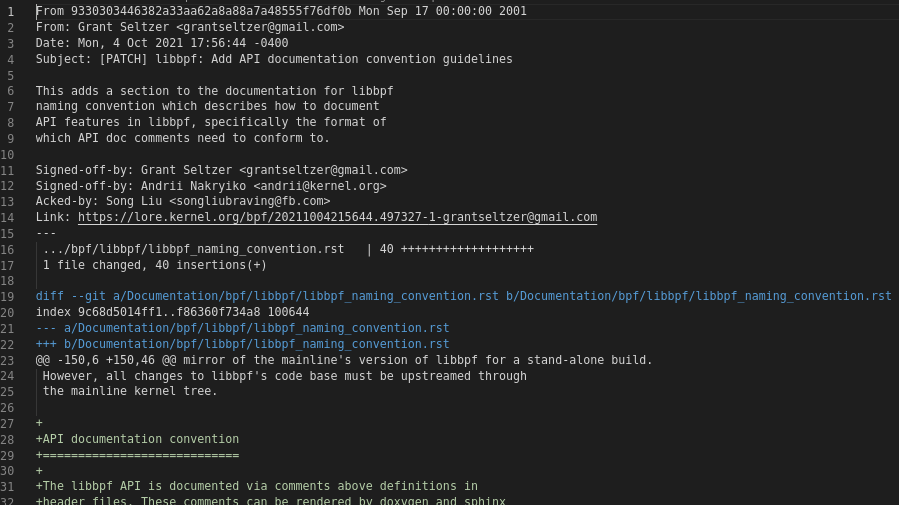 1 From 9330303446382a33aa62a8a88a7a48555f76df0b Mon Sep 17 00:00:00 2001
2 From: Grant Seltzer <grantseltzer@gmail.com>
3 Date: Mon, 4 Oct 2021 17:56:44 -0400
4 Subject: [PATCH] libbpf: Add API documentation convention guidelines
5
6 This adds a section to the documentation for libbpf
7 naming convention which describes how to document
8 API features in libbpf, specifically the format of
9 which API doc comments need to conform to.
10
11 Signed-off-by: Grant Seltzer <grantseltzer@gmail.com>
12 Signed-off-by: Andrii Nakryiko <andrii@kernel.org>
13 Acked-by: Song Liu <songliubraving@fb.com>
14 Link: https://lore.kernel.org/bpf/20211004215644.497327-1-grantseltzer@gmail.com
15 ---
16 .../bpf/libbpf/libbpf_naming_convention.rst   | 40 +++++++++++++++++++
17 1 file changed, 40 insertions(+)
18
19 diff --git a/Documentation/bpf/libbpf/libbpf_naming_convention.rst b/Documentation/bpf/libbpf/libbpf_naming_convention.rst
20 index 9c68d5014ff1..f86360f734a8 100644
21 --- a/Documentation/bpf/libbpf/libbpf_naming_convention.rst
22 +++ b/Documentation/bpf/libbpf/libbpf_naming_convention.rst
23 @@ -150,6 +150,46 @@ mirror of the mainline's version of libbpf for a stand-alone build.
24 However, all changes to libbpf's code base must be upstreamed through
25 the mainline kernel tree.
26
27 +
28 +API documentation convention
29 +============================
30 +
31 +The libbpf API is documented via comments above definitions in
32 +header files. These comments can be rendered by doxygen and sphinx